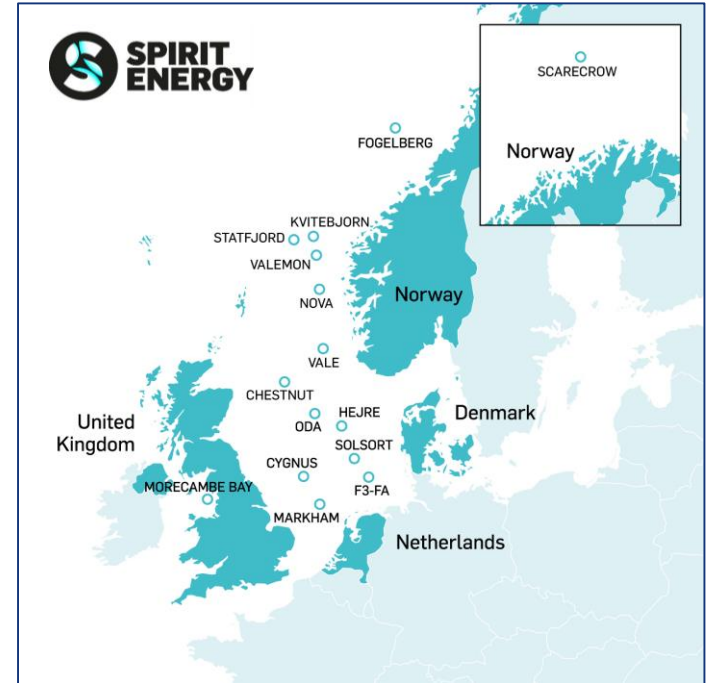 SPIRIT
ENERGY
SCARECROW
Norway
FOGELBERG
KVITEBJORN
STATFJORD
VALEMON
NOVA
Norway
VALE
CHESTNUT
HEJRE
Denmark
ODA
United
Kingdom
SOLSORT
CYGNUS
MORECAMBE BAY
F3-FA
MARKHAM
Netherlands